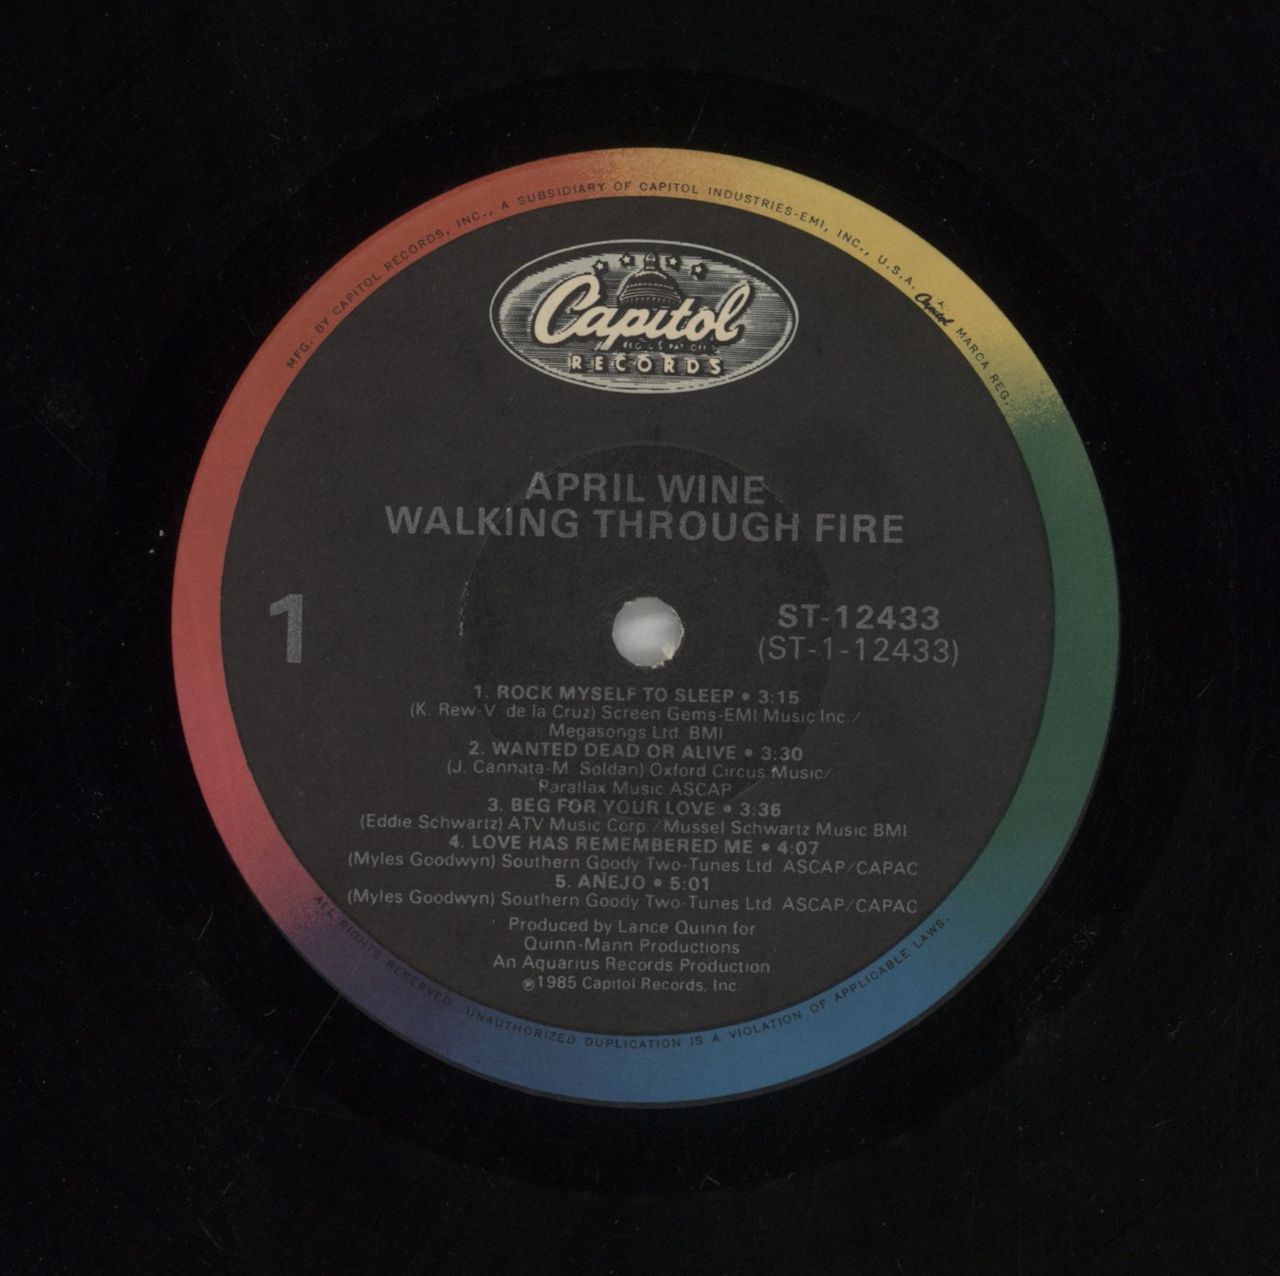 MFG. BY CAPITOL RECORDS, INC., A SUBSIDIARY OF CAPITOL INDUSTRIES-EMI, INC., U.S.A. Capitol MARCA REG.
Capitol
RECORDS
APRIL WINE
WALKING THROUGH FIRE
1
ST-12433
(ST-1-12433)
1. ROCK MYSELF TO SLEEP • 3:15
(K. Rew-V. de la Cruz) Screen Gems-EMI Music Inc./
Megasongs Ltd. BMI
2. WANTED DEAD OR ALIVE • 3:30
(J. Cannata-M. Soldan) Oxford Circus Music/
Parallax Music ASCAP
3. BEG FOR YOUR LOVE • 3:36
(Eddie Schwartz) ATV Music Corp./Mussel Schwartz Music BMI
4. LOVE HAS REMEMBERED ME • 4:07
(Myles Goodwyn) Southern Goody Two-Tunes Ltd. ASCAP/CAPAC
5. AÑEJO • 5:01
(Myles Goodwyn) Southern Goody Two-Tunes Ltd. ASCAP/CAPAC
Produced by Lance Quinn for
Quinn-Mann Productions
An Aquarius Records Production
℗1985 Capitol Records, Inc.
ALL RIGHTS RESERVED. UNAUTHORIZED DUPLICATION IS A VIOLATION OF APPLICABLE LAWS.